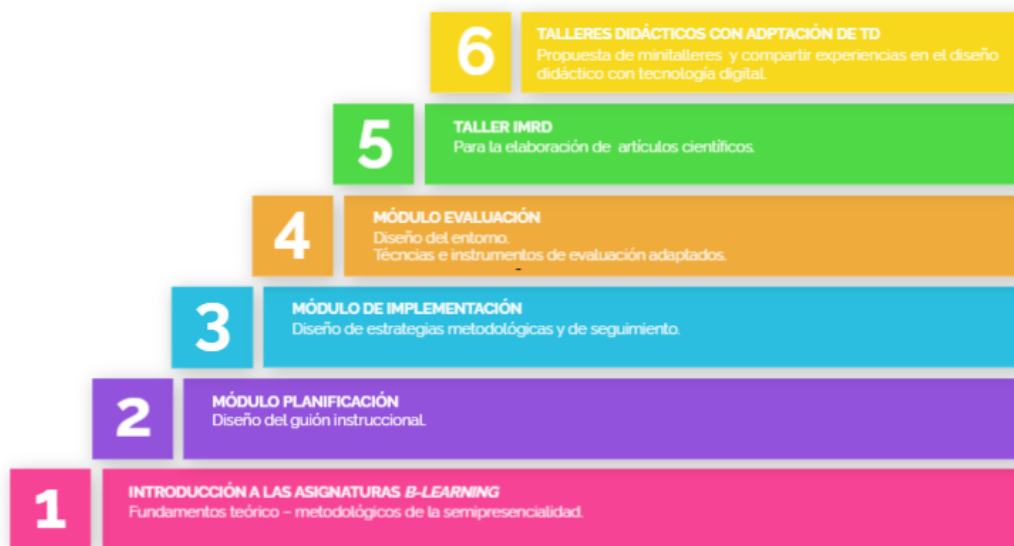 6
TALLERES DIDÁCTICOS CON ADPTACIÓN DE TD
Propuesta de minitalleres y compartir experiencias en el diseño
didáctico con tecnología digital.
5
TALLER IMRD
Para la elaboración de artículos científicos.
4
MÓDULO EVALUACIÓN
Diseño del entorno.
Técncias e instrumentos de evaluación adaptados.
3
MÓDULO DE IMPLEMENTACIÓN
Diseño de estrategias metodológicas y de seguimiento.
2
MÓDULO PLANIFICACIÓN
Diseño del guión instruccional.
1
INTRODUCCIÓN A LAS ASIGNATURAS B-LEARNING
Fundamentos teórico – metodológicos de la semipresencialidad.